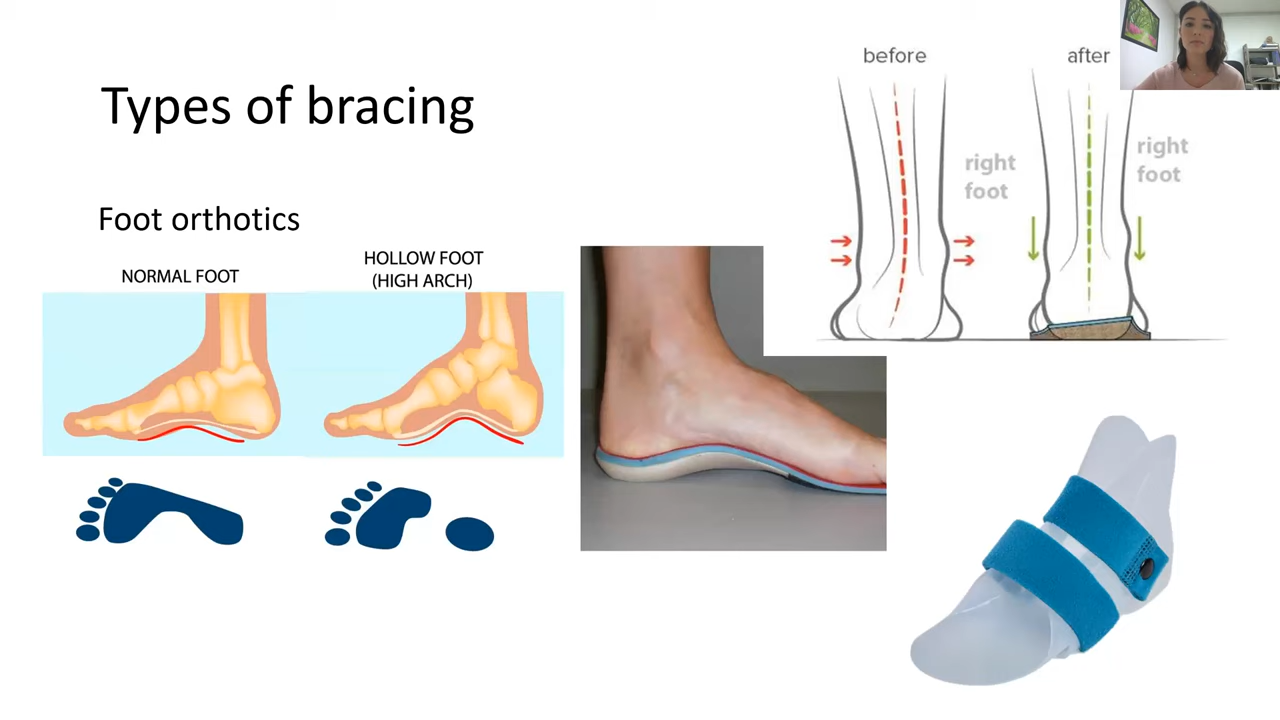 Types of bracing
Foot orthotics
NORMAL FOOT
HOLLOW FOOT
(HIGH ARCH)
before
after
right
foot
right
foot